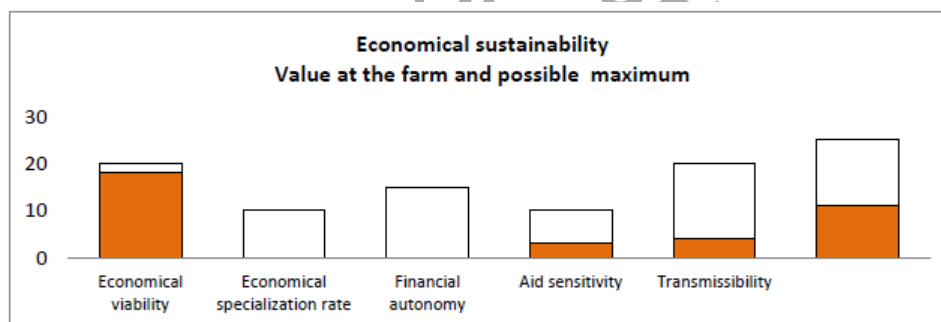 Economical sustainability
Value at the farm and possible maximum
30
20
10
0
Economical viability
Economical specialization rate
Financial autonomy
Aid sensitivity
Transmissibility